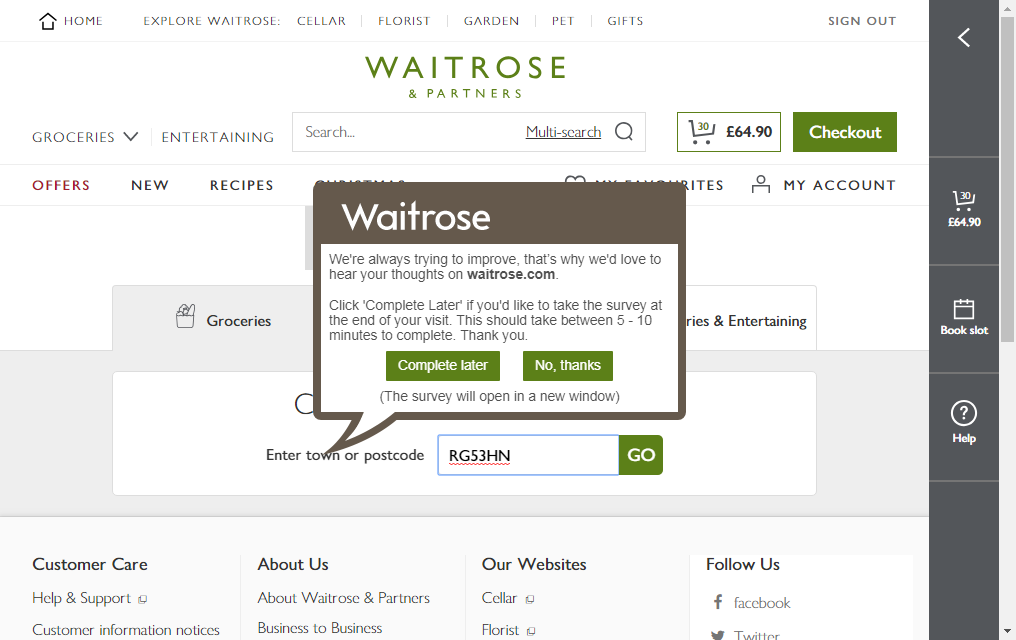 HOME
EXPLORE WAITROSE: CELLAR FLORIST GARDEN PET GIFTS
SIGN OUT
WAITROSE
& PARTNERS
GROCERIES ENTERTAINING
Search... Multi-search
30 £64.90
Checkout
OFFERS NEW RECIPES CHRISTMAS MY FAVOURITES MY ACCOUNT
30
£64.90
Waitrose
We're always trying to improve, that's why we'd love to
hear your thoughts on waitrose.com.
Click 'Complete Later' if you'd like to take the survey at
the end of your visit. This should take between 5 - 10
minutes to complete. Thank you.
Complete later No, thanks
(The survey will open in a new window)
Groceries
ries & Entertaining
Book slot
Help
Enter town or postcode RG53HN GO
Customer Care
Help & Support
Customer information notices
About Us
About Waitrose & Partners
Business to Business
Our Websites
Cellar
Florist
Follow Us
facebook
Twitter